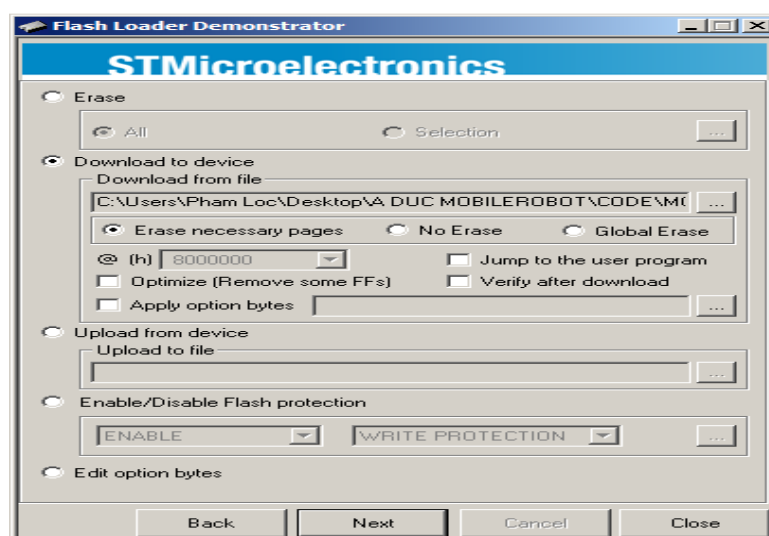 Flash Loader Demonstrator
STMicroelectronics
Erase
All Selection ...
Download to device
Download from file
C:\Users\Pham Loc\Desktop\A DUC MOBILEROBOT\CODE\M( ...
Erase necessary pages No Erase Global Erase
@ (h) 8000000 Jump to the user program
Optimize (Remove some FFs) Verify after download
Apply option bytes ...
Upload from device
Upload to file
...
Enable/Disable Flash protection
ENABLE WRITE PROTECTION ...
Edit option bytes
Back Next Cancel Close